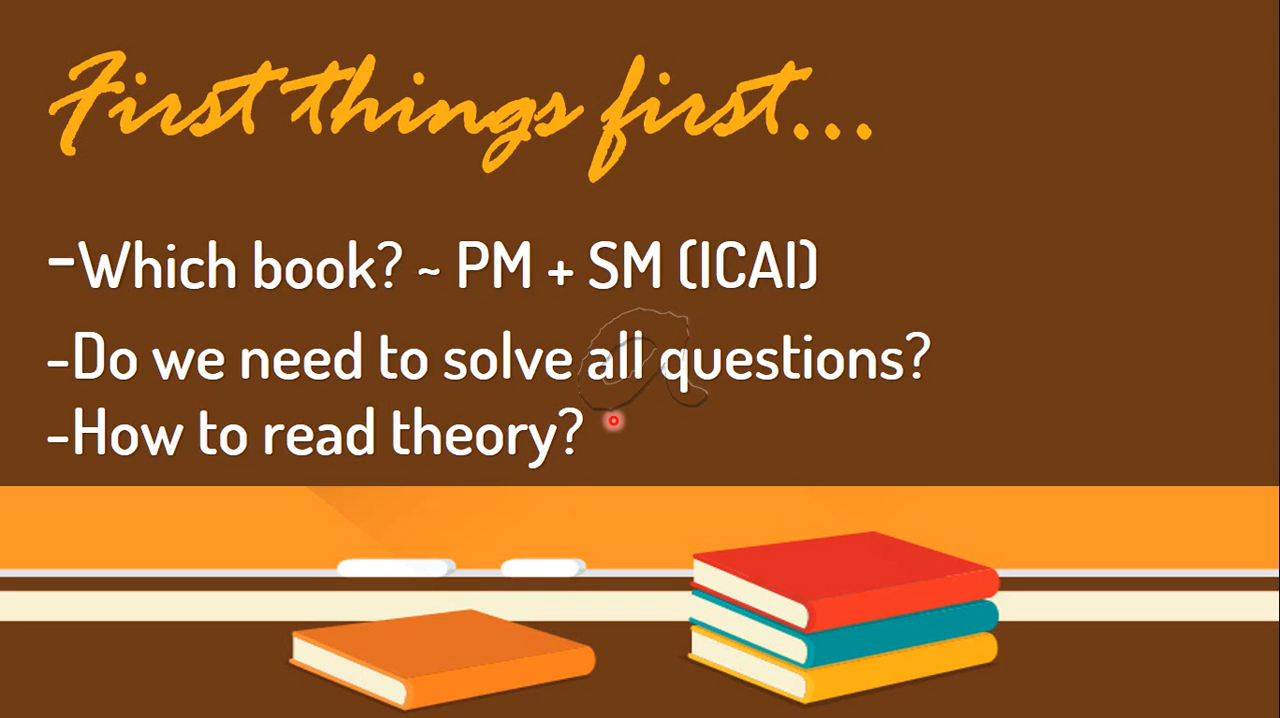 First things first...
-Which book? ~ PM + SM (ICAI)
-Do we need to solve all questions?
-How to read theory?